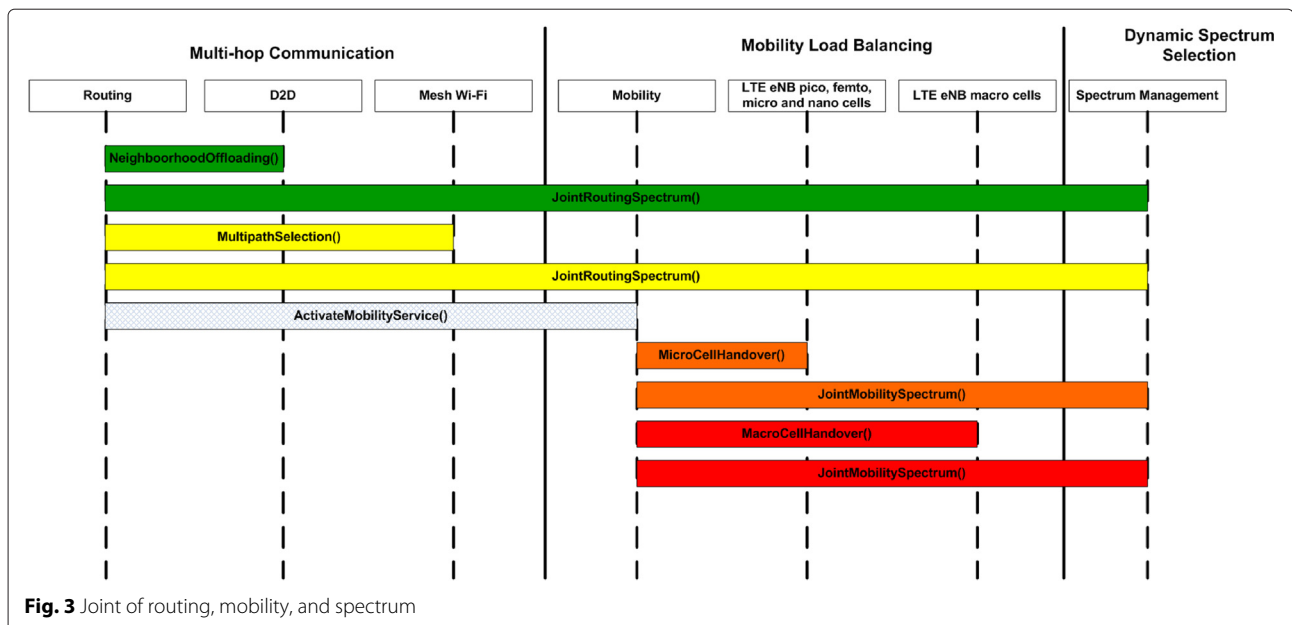 Multi-hop Communication
Mobility Load Balancing
Dynamic Spectrum
Selection
Routing
D2D
Mesh Wi-Fi
Mobility
LTE eNB pico, femto,
micro and nano cells
LTE eNB macro cells
Spectrum Management
NeighboorhoodOffloading()
JointRoutingSpectrum()
MultipathSelection()
JointRoutingSpectrum()
ActivateMobilityService()
MicroCellHandover()
JointMobilitySpectrum()
MacroCellHandover()
JointMobilitySpectrum()
Fig. 3 Joint of routing, mobility, and spectrum